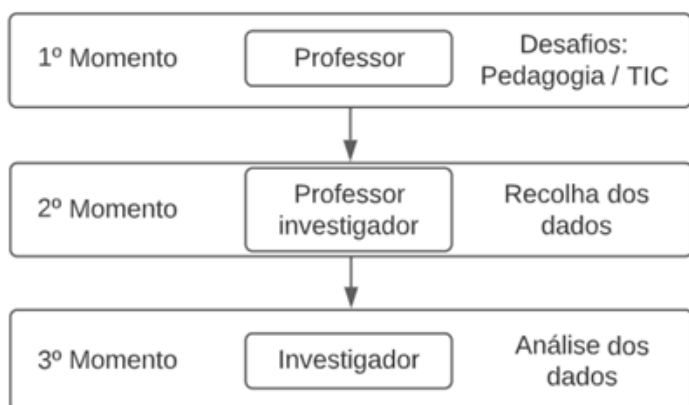 1º Momento
Professor
Desafios:
Pedagogia / TIC
2º Momento
Professor
investigador
Recolha dos
dados
3º Momento
Investigador
Análise dos
dados